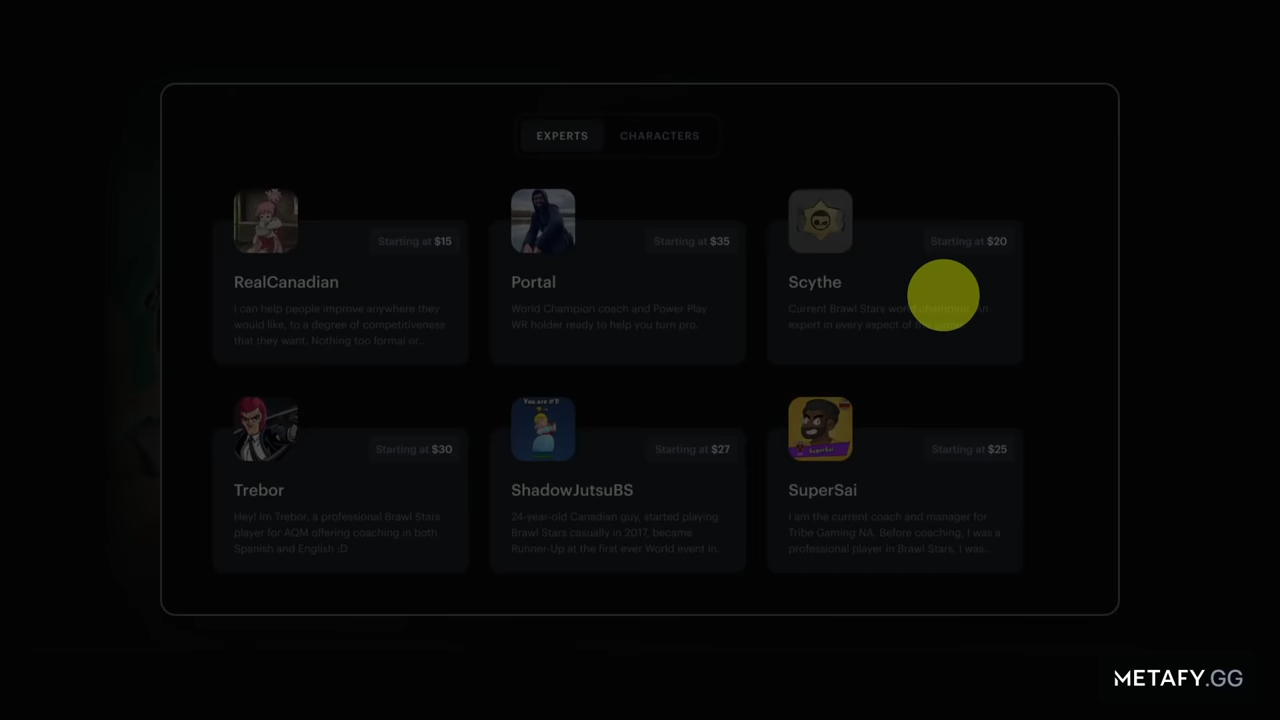 EXPERTS CHARACTERS
Starting at $15
RealCanadian
I can help people improve anywhere they
would like, to a degree of competitiveness
that they want. Nothing too formal or...
Starting at $35
Portal
World Champion coach and Power Play
WR holder ready to help you turn pro.
Starting at $20
Scythe
Current Brawl Stars world champion. An
expert in every aspect of
Starting at $30
Trebor
Hey! Im Trebor, a professional Brawl Stars
player for AQM offering coaching in both
Spanish and English :D
You are #1!
Starting at $27
ShadowJutsuBS
24-year-old Canadian guy, started playing
Brawl Stars casually in 2017, became
Runner-Up at the first ever World event in.
SuperSai
Starting at $25
SuperSai
I am the current coach and manager for
Tribe Gaming NA. Before coaching, I was a
professional player in Brawl Stars. I was...
METAFY.GG